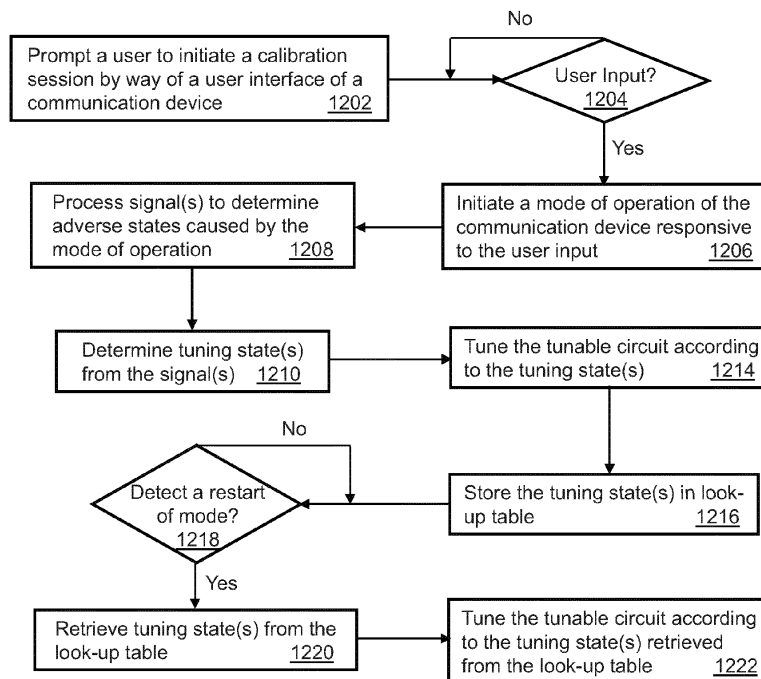 No
Prompt a user to initiate a calibration
session by way of a user interface of a
communication device 1202
User Input?
1204
Yes
Initiate a mode of operation of the
communication device responsive
to the user input 1206
Process signal(s) to determine
adverse states caused by the
mode of operation 1208
Determine tuning state(s)
from the signal(s) 1210
Tune the tunable circuit according
to the tuning state(s) 1214
Store the tuning state(s) in look-
up table 1216
No
Detect a restart
of mode?
1218
Yes
Retrieve tuning state(s) from the
look-up table 1220
Tune the tunable circuit according
to the tuning state(s) retrieved
from the look-up table 1222